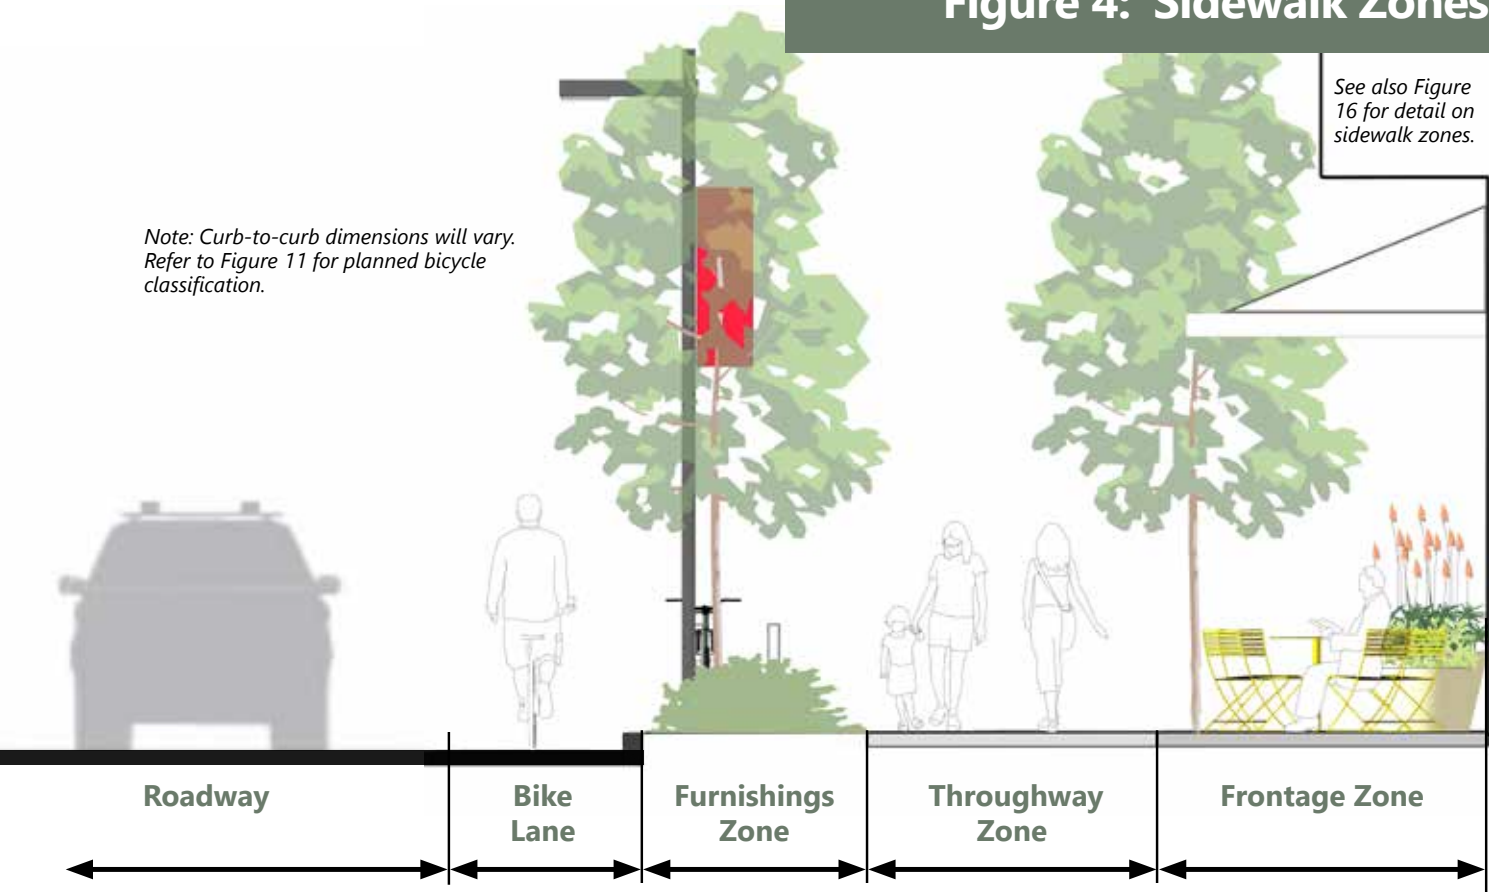 Figure 4: Sidewalk Zones
See also Figure
16 for detail on
sidewalk zones.
Note: Curb-to-curb dimensions will vary.
Refer to Figure 11 for planned bicycle
classification.
Roadway
Bike
Lane
Furnishings
Zone
Throughway
Zone
Frontage Zone